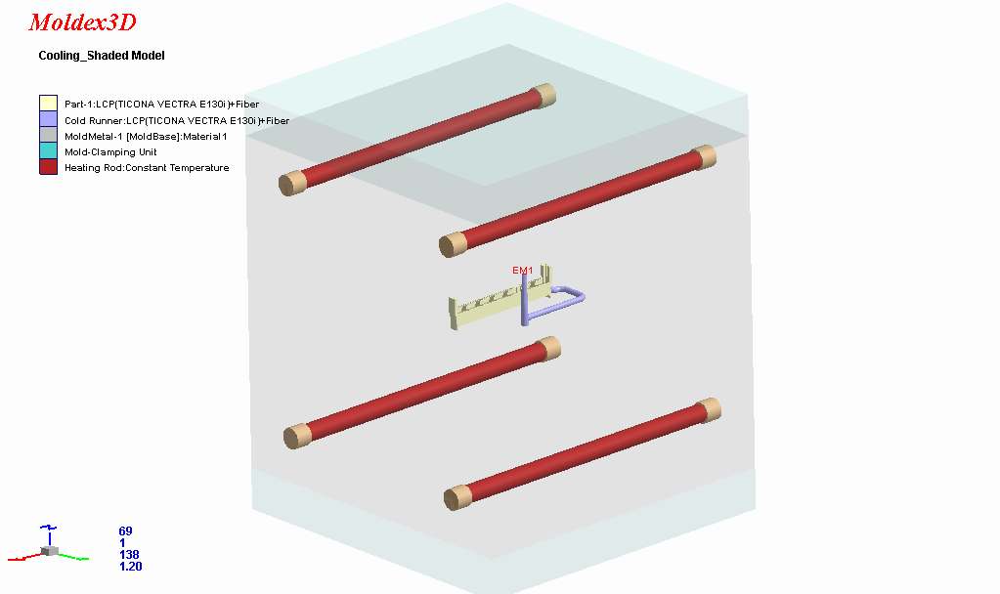 Moldex3D
Cooling_Shaded Model
Part-1:LCP(TICONA VECTRA E130i)+Fiber
Cold Runner:LCP(TICONA VECTRA E130i)+Fiber
MoldMetal-1 [MoldBase]:Material1
Mold-Clamping Unit
Heating Rod:Constant Temperature
EM1
69
1
138
1.20